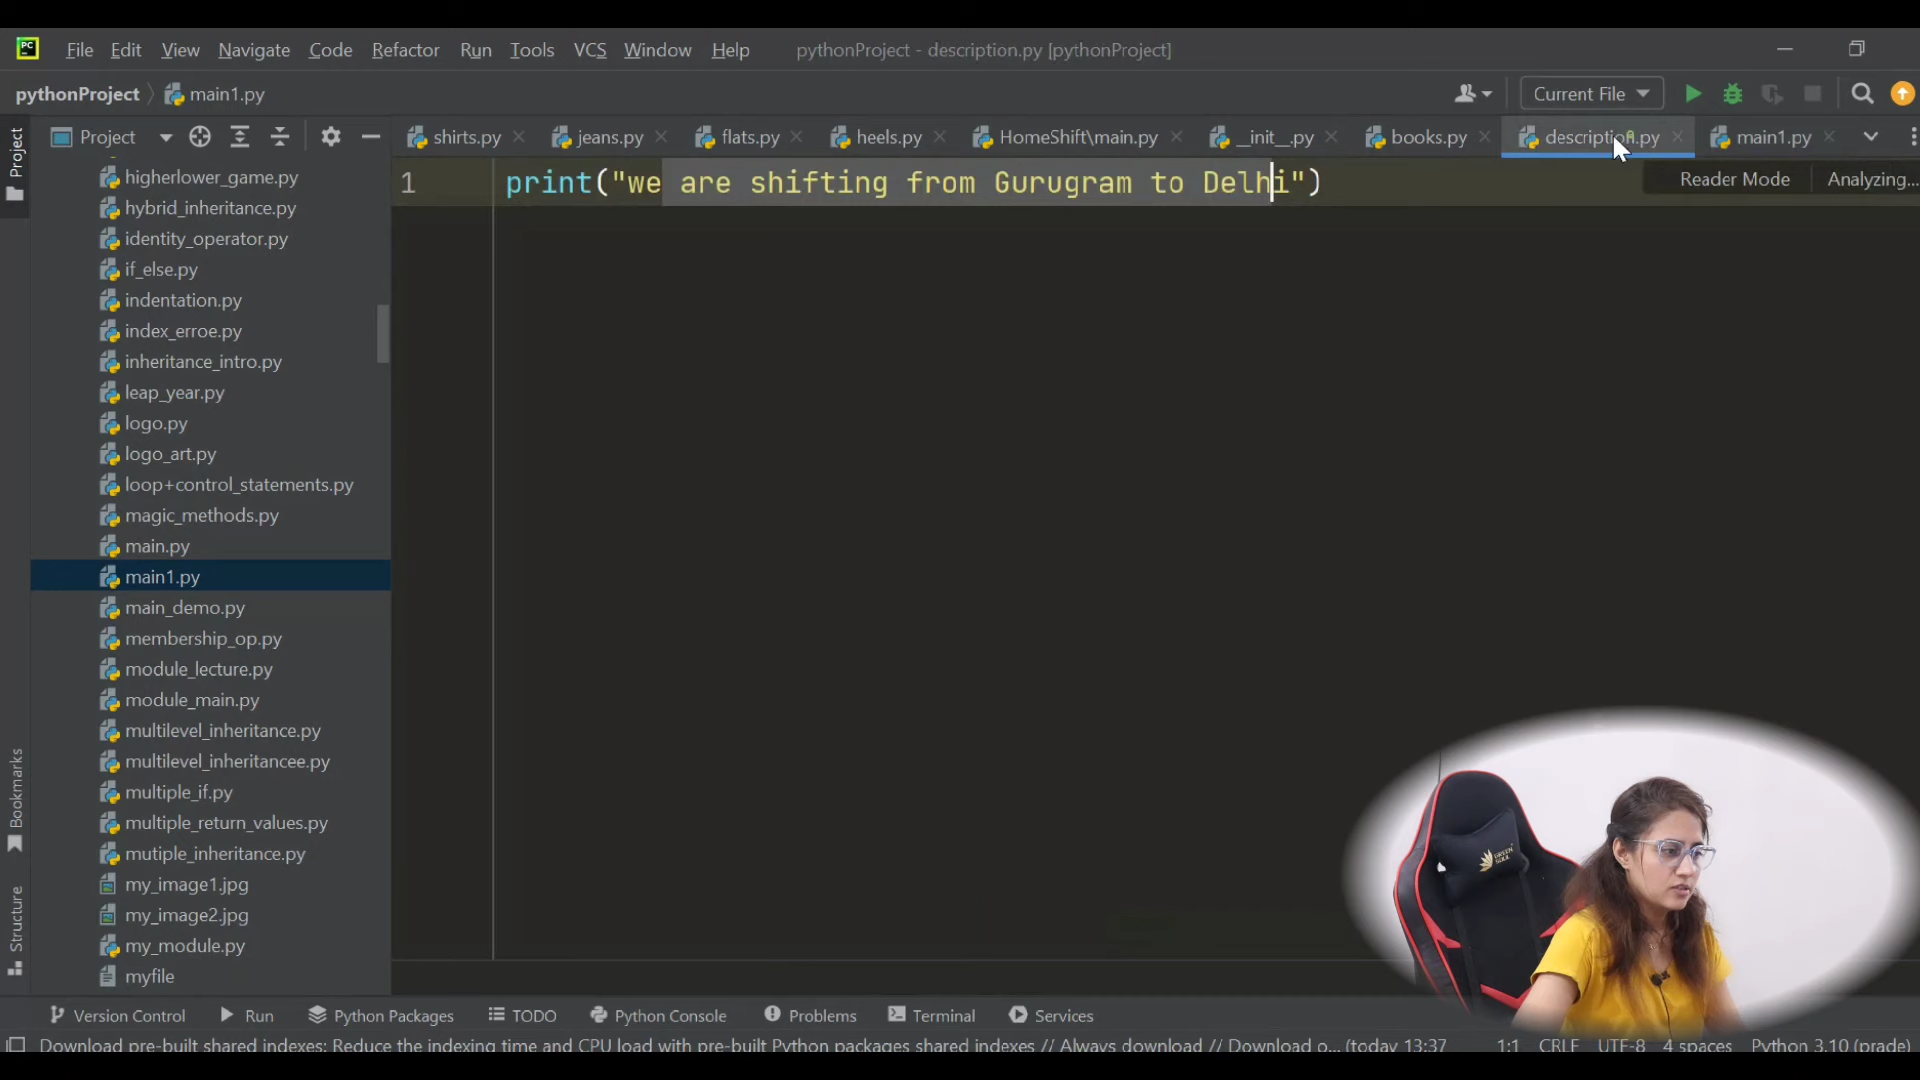 PC File Edit View Navigate Code Refactor Run Tools VCS Window Help pythonProject - description.py [pythonProject]
pythonProject main1.py Current File
Project
shirts.py jeans.py flats.py heels.py HomeShift\main.py __init__.py books.py description.py main1.py
Project
1 print("we are shifting from Gurugram to Delhi")
Reader Mode Analyzing...
higherlower_game.py
hybrid_inheritance.py
identity_operator.py
if_else.py
indentation.py
index_erroe.py
inheritance_intro.py
leap_year.py
logo.py
logo_art.py
loop+control_statements.py
magic_methods.py
main.py
main1.py
main_demo.py
membership_op.py
module_lecture.py
module_main.py
multilevel_inheritance.py
multilevel_inheritancee.py
multiple_if.py
multiple_return_values.py
mutiple_inheritance.py
my_image1.jpg
my_image2.jpg
my_module.py
myfile
Bookmarks
Structure
GREEN
SOUL
Version Control Run Python Packages TODO Python Console Problems Terminal Services
Download pre-built shared indexes: Reduce the indexing time and CPU load with pre-built Python packages shared indexes // Always download // Download o... (today 13:37 1:1 CRLF UTF-8 4 spaces Python 3.10 (prade)